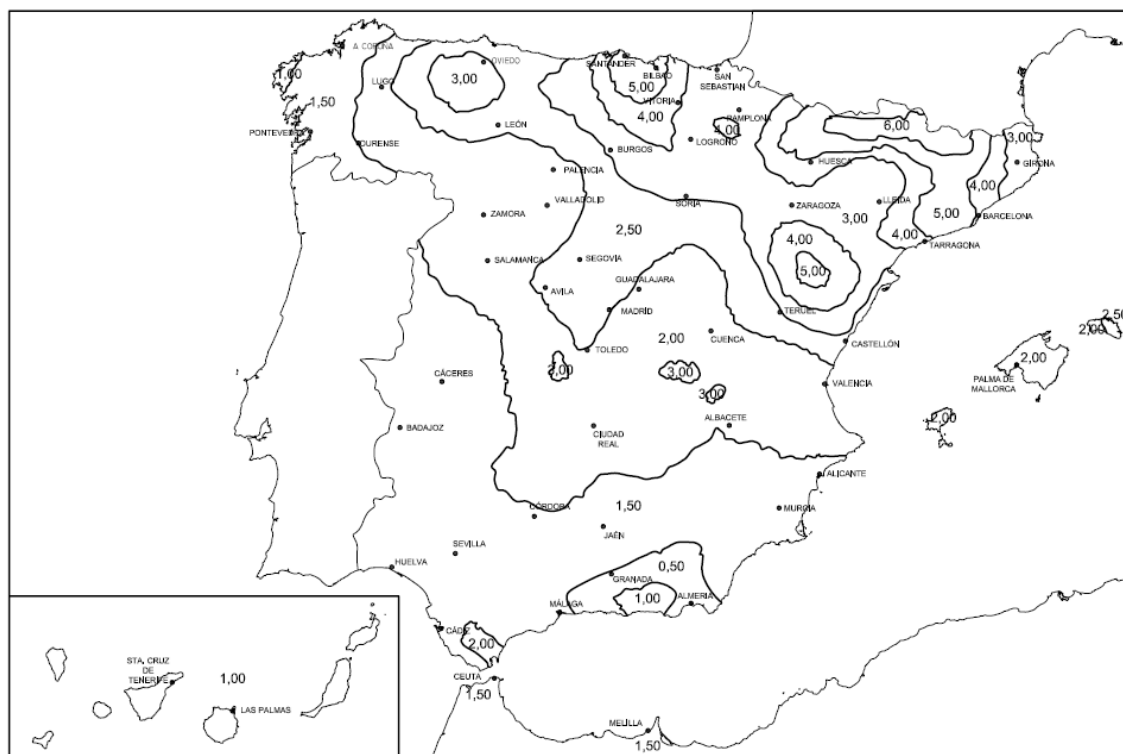 A CORUÑA
OVIEDO
SANTANDER
BILBAO
SAN
SEBASTIAN
1,00
LUGO
3,00
5,00
VITORIA
1,50
4,00
PAMPLONA
6,00
PONTEVEDRA
LEÓN
4,00
3,00
OURENSE
LOGROÑO
BURGOS
HUESCA
GIRONA
PALENCIA
4,00
VALLADOLID
SORIA
ZARAGOZA
LLEIDA
ZAMORA
3,00
5,00
BARCELONA
2,50
4,00
4,00
TARRAGONA
SALAMANCA
SEGOVIA
5,00
GUADALAJARA
AVILA
MADRID
TERUEL
2,50
2,00
2,00
CUENCA
CASTELLÓN
TOLEDO
2,00
2,00
3,00
PALMA DE
MALLORCA
CÁCERES
VALENCIA
3,00
BADAJOZ
CIUDAD
REAL
ALBACETE
2,00
ALICANTE
1,50
CÓRDOBA
MURCIA
JAÉN
SEVILLA
HUELVA
0,50
GRANADA
1,00
ALMERIA
MÁLAGA
CÁDIZ
2,00
STA. CRUZ
DE
TENERIFE
1,00
CEUTA
1,50
LAS PALMAS
MELILLA
1,50